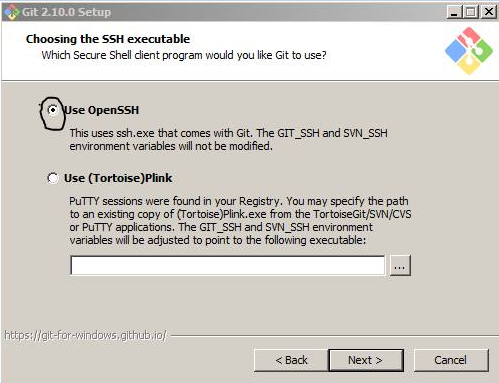 Git 2.10.0 Setup
Choosing the SSH executable
Which Secure Shell client program would you like Git to use?
Use OpenSSH
This uses ssh.exe that comes with Git. The GIT_SSH and SVN_SSH
environment variables will not be modified.
Use (Tortoise)Plink
PuTTY sessions were found in your Registry. You may specify the path
to an existing copy of (Tortoise)Plink.exe from the TortoiseGit/SVN/CVS
or PuTTY applications. The GIT_SSH and SVN_SSH environment
variables will be adjusted to point to the following executable:
...
https://git-for-windows.github.io/
< Back Next > Cancel